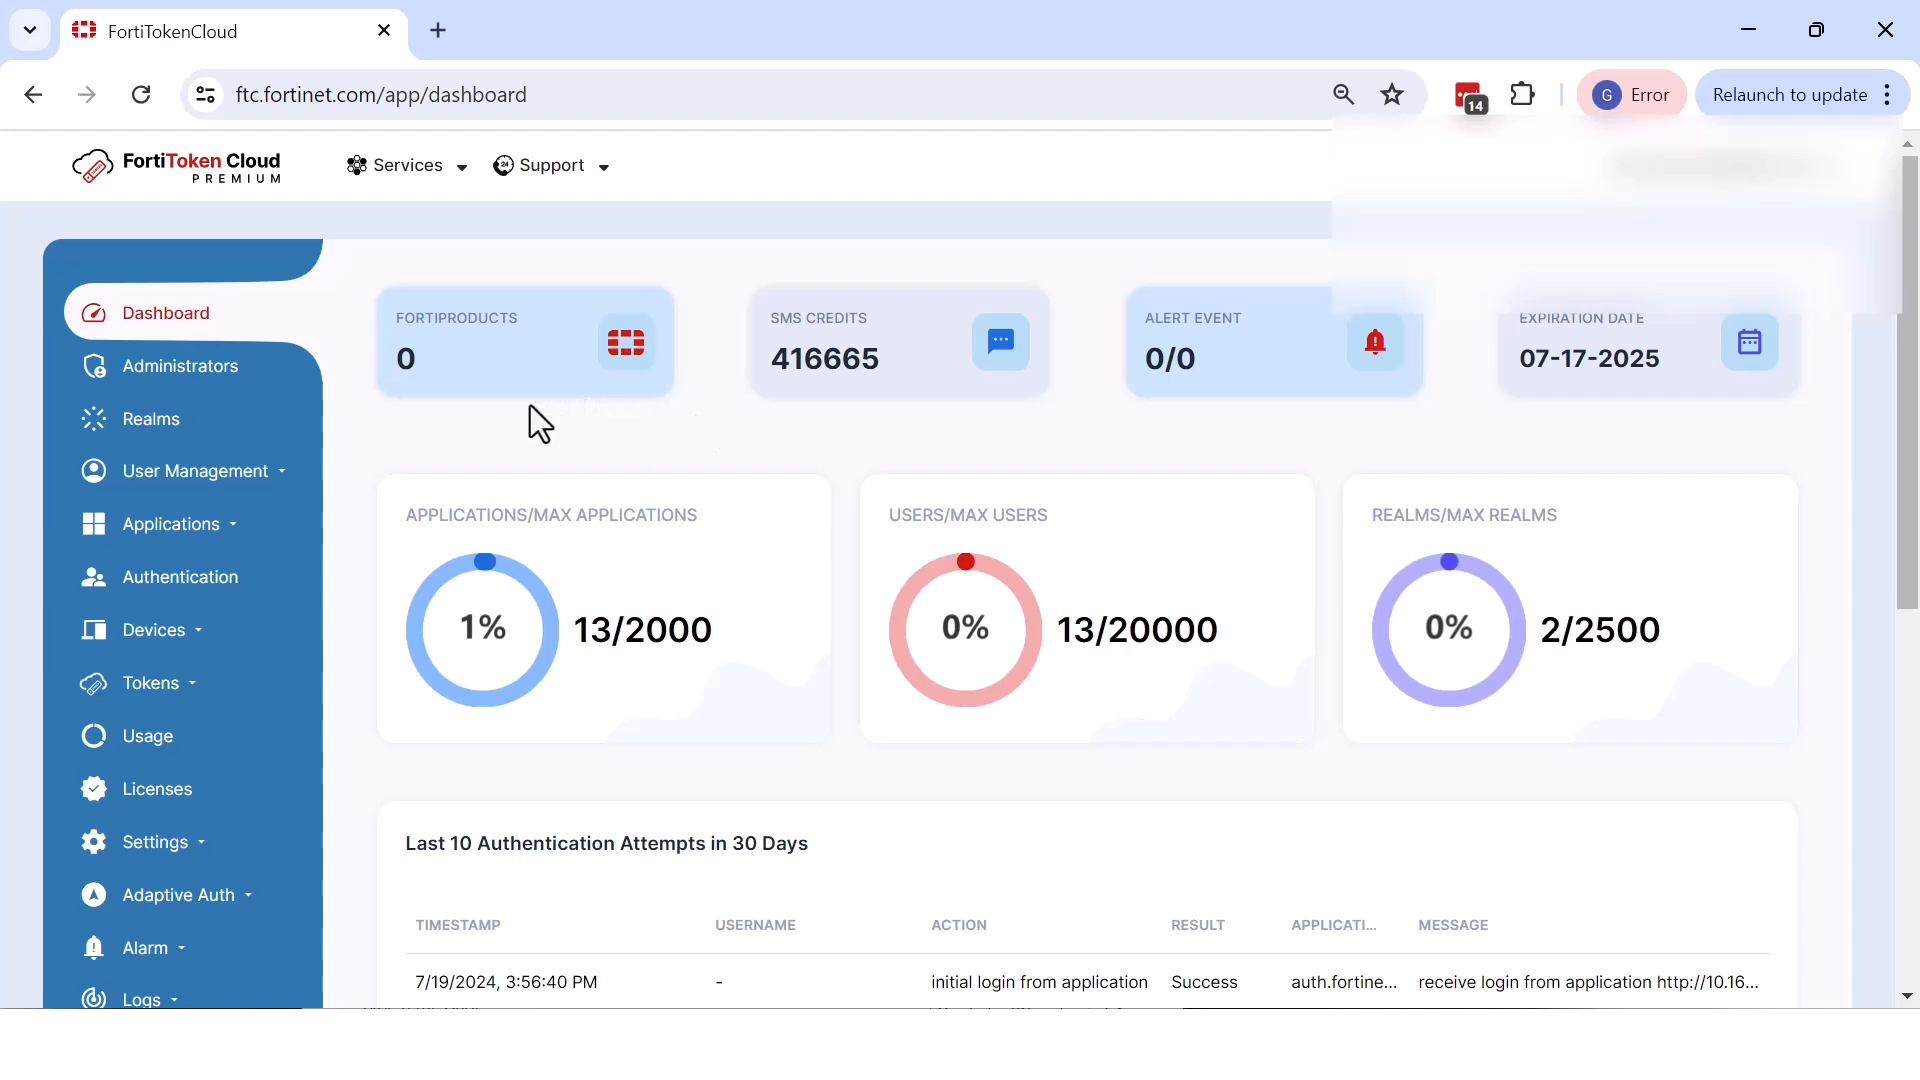 FortiTokenCloud
ftc.fortinet.com/app/dashboard
14
G
Error
Relaunch to update
FortiToken Cloud
PREMIUM
Services
24
Support
Dashboard
Administrators
Realms
User Management
Applications
Authentication
Devices
Tokens
Usage
Licenses
Settings
Adaptive Auth
Alarm
Logs
FORTIPRODUCTS
0
SMS CREDITS
416665
ALERT EVENT
0/0
EXPIRATION DATE
07-17-2025
APPLICATIONS/MAX APPLICATIONS
1%
13/2000
USERS/MAX USERS
0%
13/20000
REALMS/MAX REALMS
0%
2/2500
Last 10 Authentication Attempts in 30 Days
TIMESTAMP USERNAME ACTION RESULT APPLICATI... MESSAGE
7/19/2024, 3:56:40 PM - initial login from application Success auth.fortine... receive login from application http://10.16...